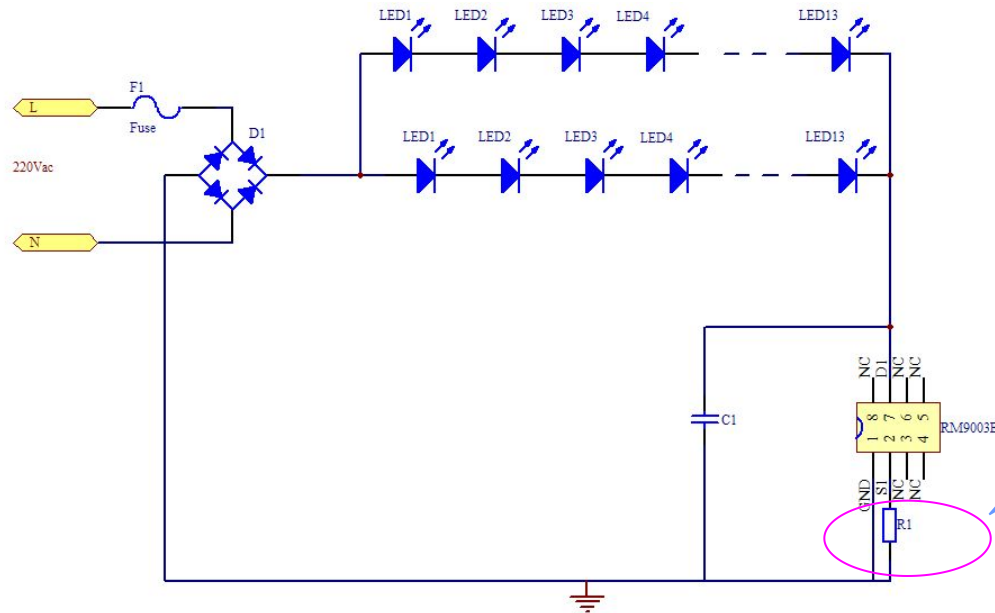 LED1 LED2 LED3 LED4 LED13
F1
L
Fuse
D1
LED1 LED2 LED3 LED4 LED13
220Vac
N
NC D1 NC NC
8 7 6 5
C1
RM9003E
1 2 3 4
GND S1 NC NC
R1